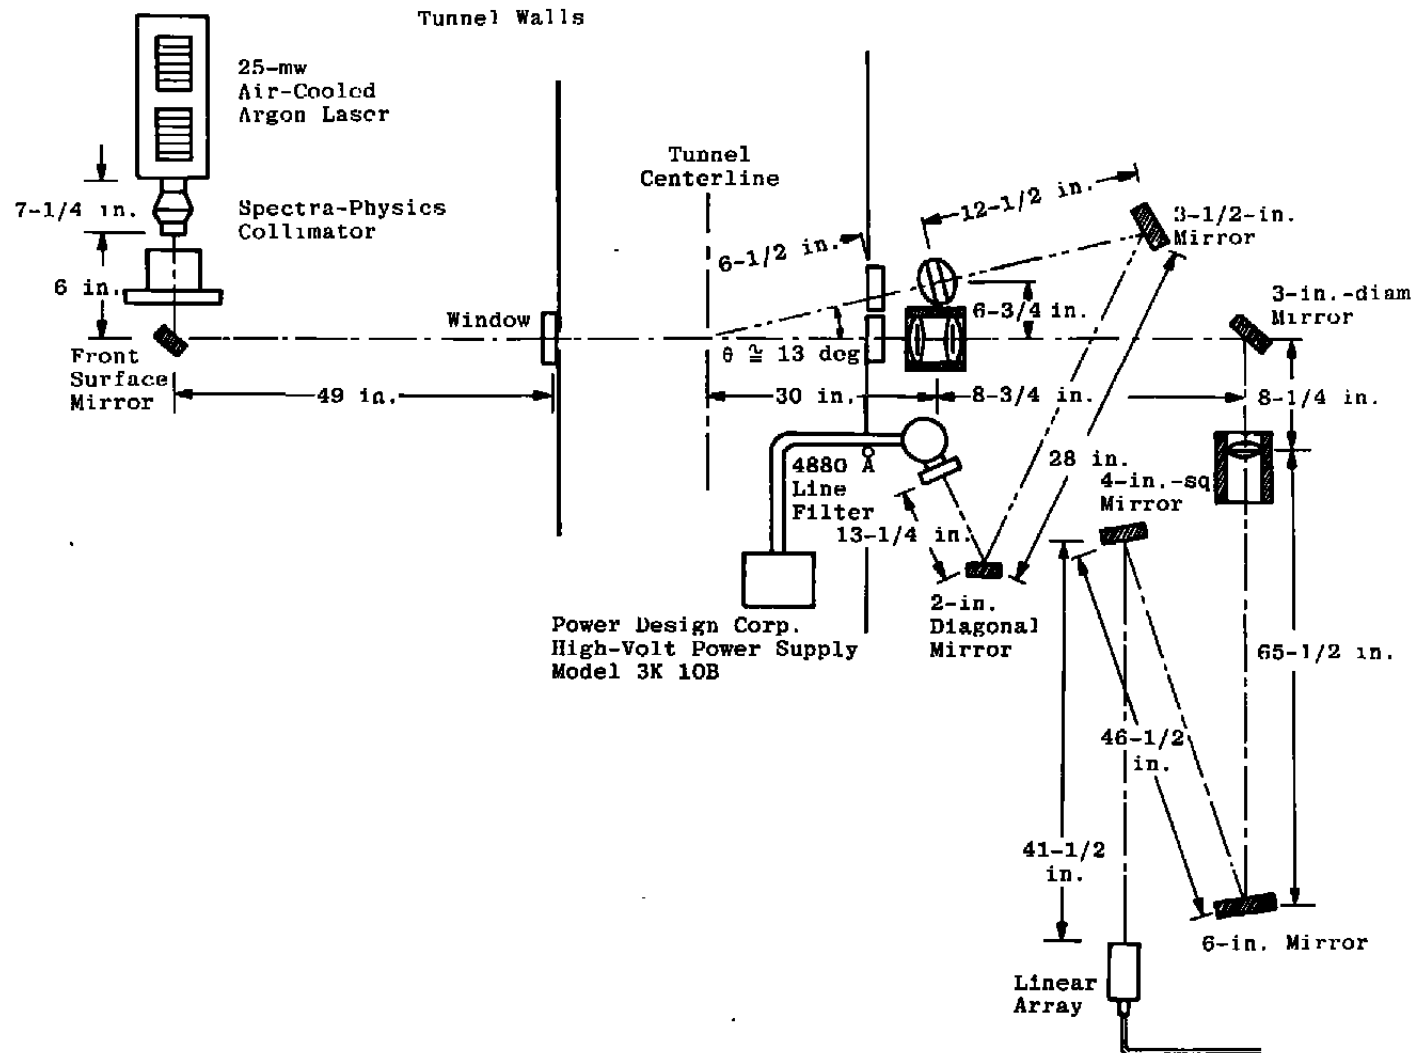 Tunnel Walls
25-mw
Air-Cooled
Argon Laser
7-1/4 in.
Spectra-Physics
Collimator
6 in.
Front
Surface
Mirror
49 in.
Window
Tunnel
Centerline
6-1/2 in.
θ ≅ 13 deg
30 in.
12-1/2 in.
3-1/2-in.
Mirror
6-3/4 in.
3-in.-diam
Mirror
8-3/4 in.
8-1/4 in.
28 in.
4880 A
Line
Filter
13-1/4 in.
4-in.-sq
Mirror
2-in.
Diagonal
Mirror
Power Design Corp.
High-Volt Power Supply
Model 3K 10B
65-1/2 in.
46-1/2
in.
41-1/2
in.
6-in. Mirror
Linear
Array